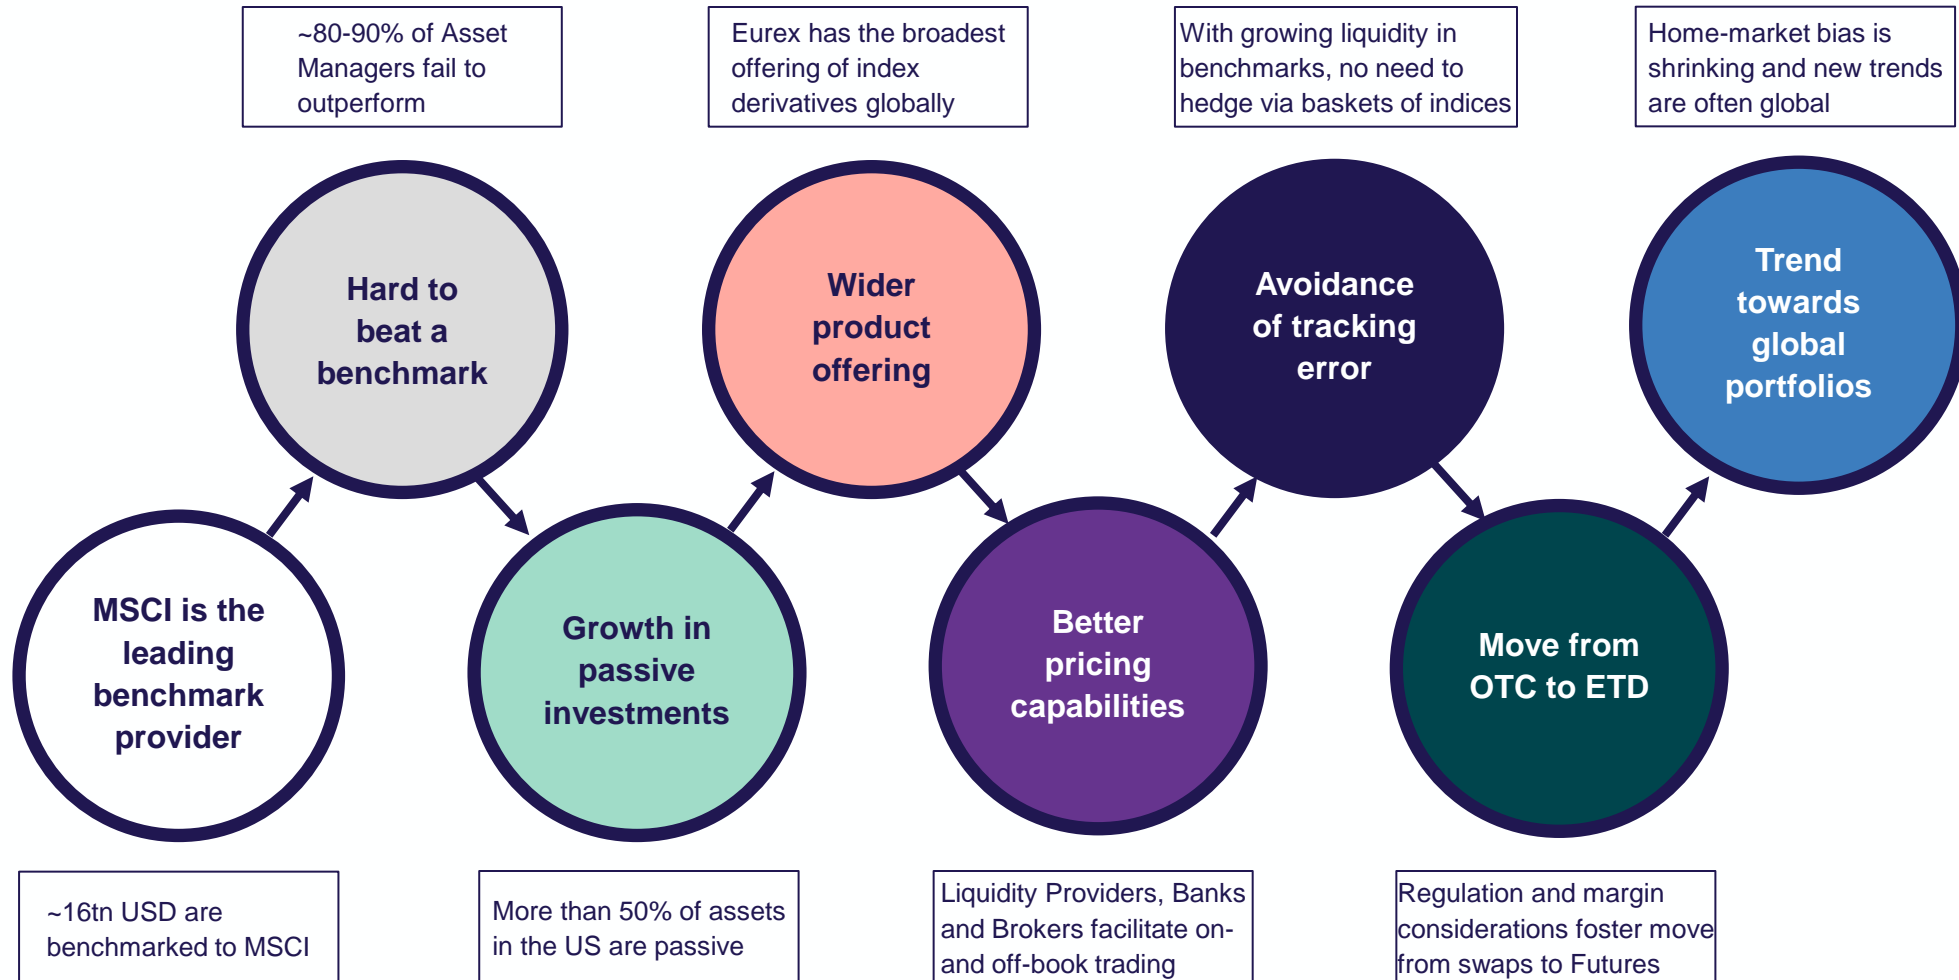 ~80-90% of Asset
Managers fail to
outperform
Eurex has the broadest
offering of index
derivatives globally
With growing liquidity in
benchmarks, no need to
hedge via baskets of indices
Home-market bias is
shrinking and new trends
are often global
Hard to
beat a
benchmark
Wider
product
offering
Avoidance
of tracking
error
Trend
towards
global
portfolios
MSCI is the
leading
benchmark
provider
Growth in
passive
investments
Better
pricing
capabilities
Move from
OTC to ETD
~16tn USD are
benchmarked to MSCI
More than 50% of assets
in the US are passive
Liquidity Providers, Banks
and Brokers facilitate on-
and off-book trading
Regulation and margin
considerations foster move
from swaps to Futures